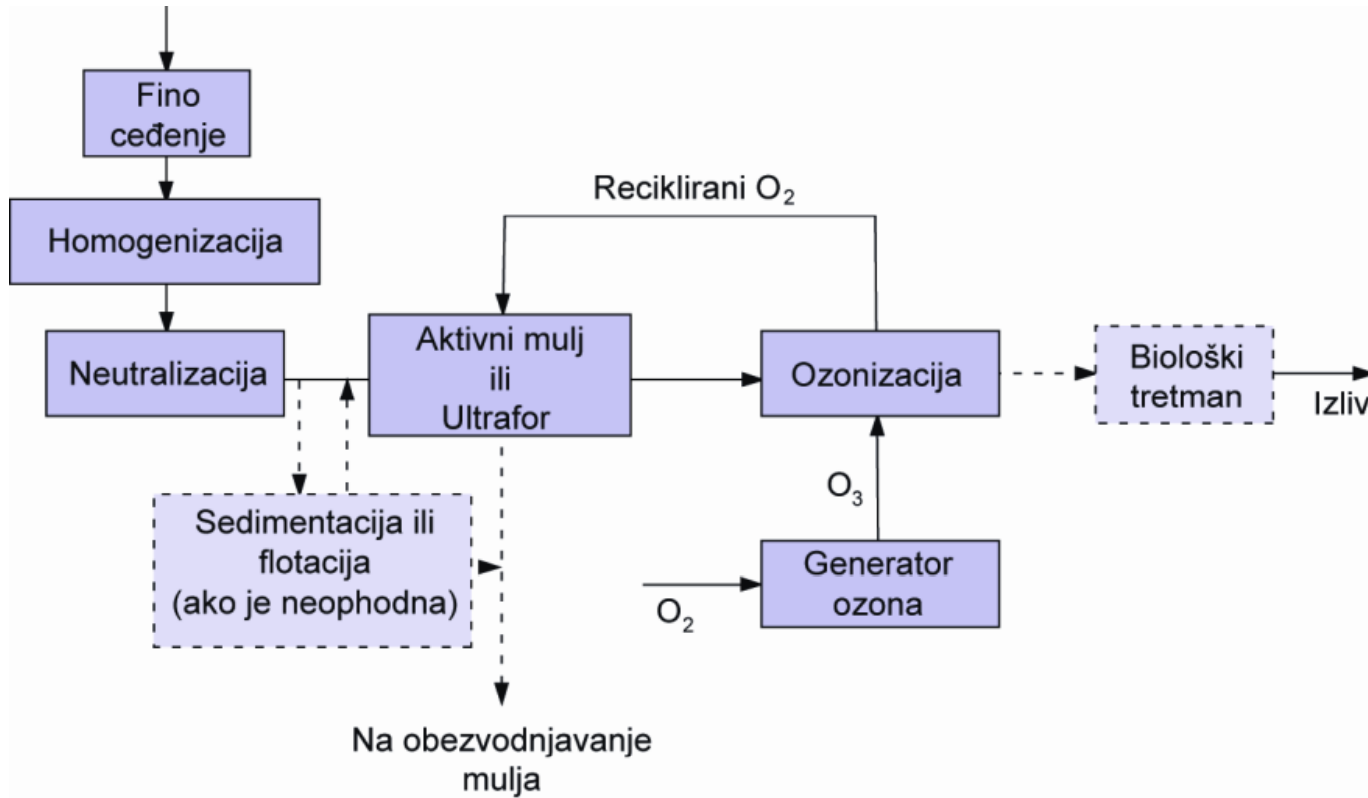 Fino
ceđenje
Homogenizacija
Neutralizacija
Reciklirani O₂
Aktivni mulj
ili
Ultrafor
Ozonizacija
Biološki
tretman
Izliv
Sedimentacija ili
flotacija
(ako je neophodna)
O₃
O₂
Generator
ozona
Na obezvodnjavanje
mulja